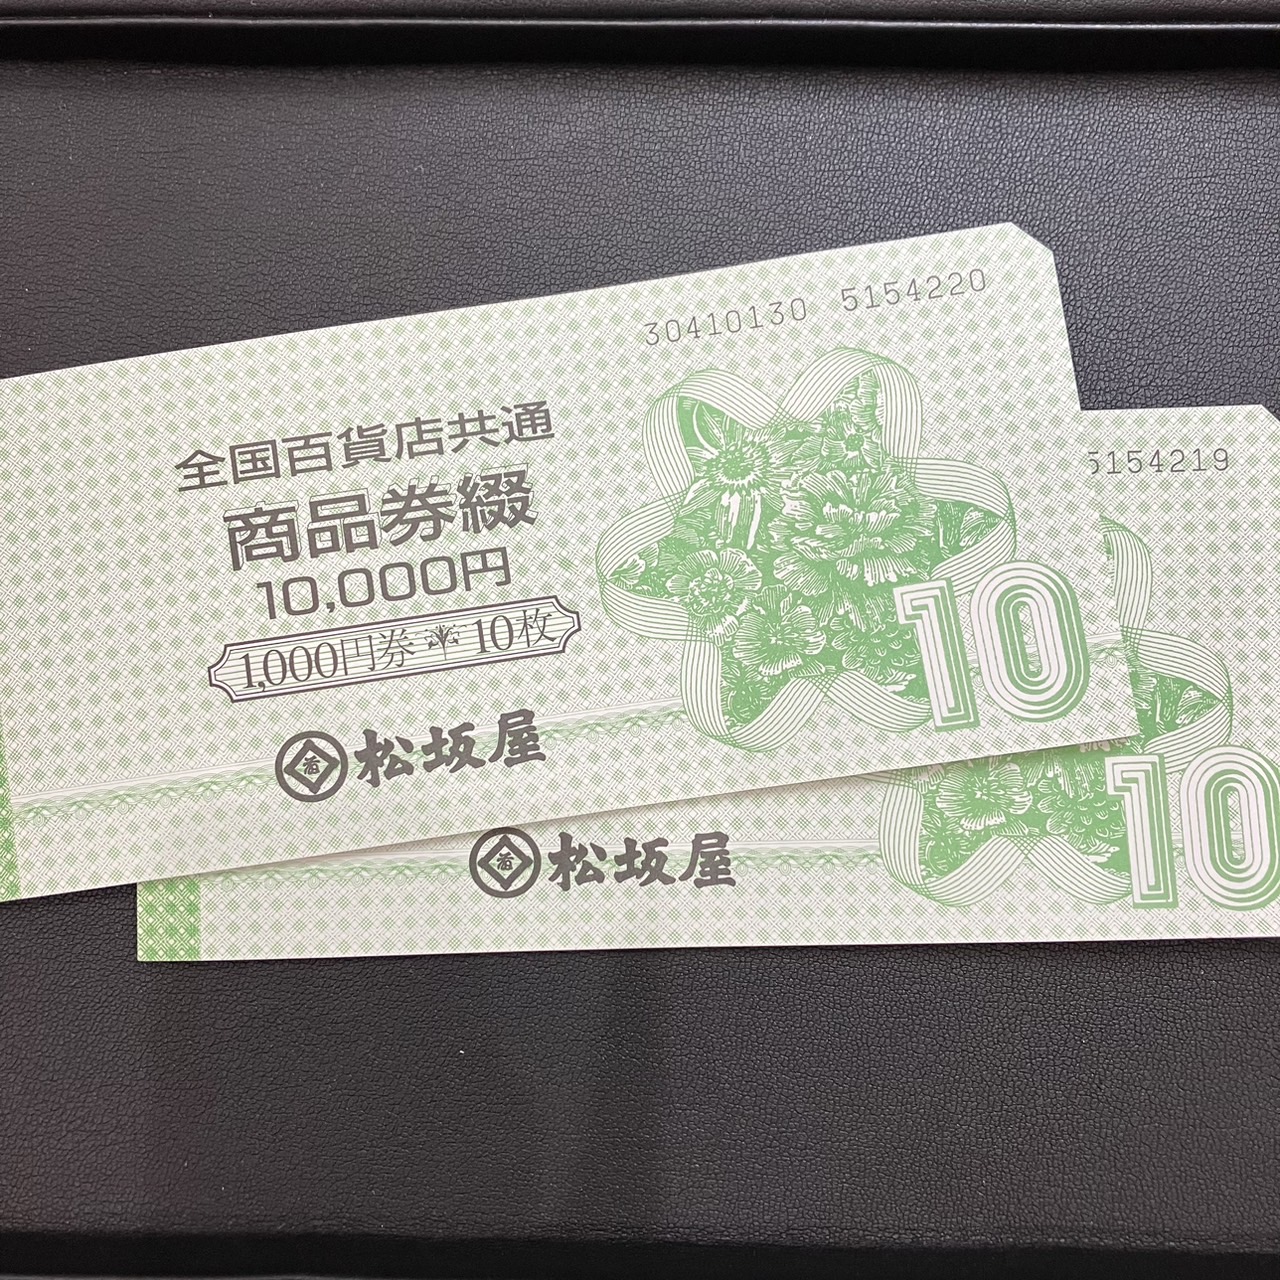 30410130 5154220
全国百貨店共通
商品券綴
10,000円
1,000円券 10枚
松坂屋
10
5154219
松坂屋
10